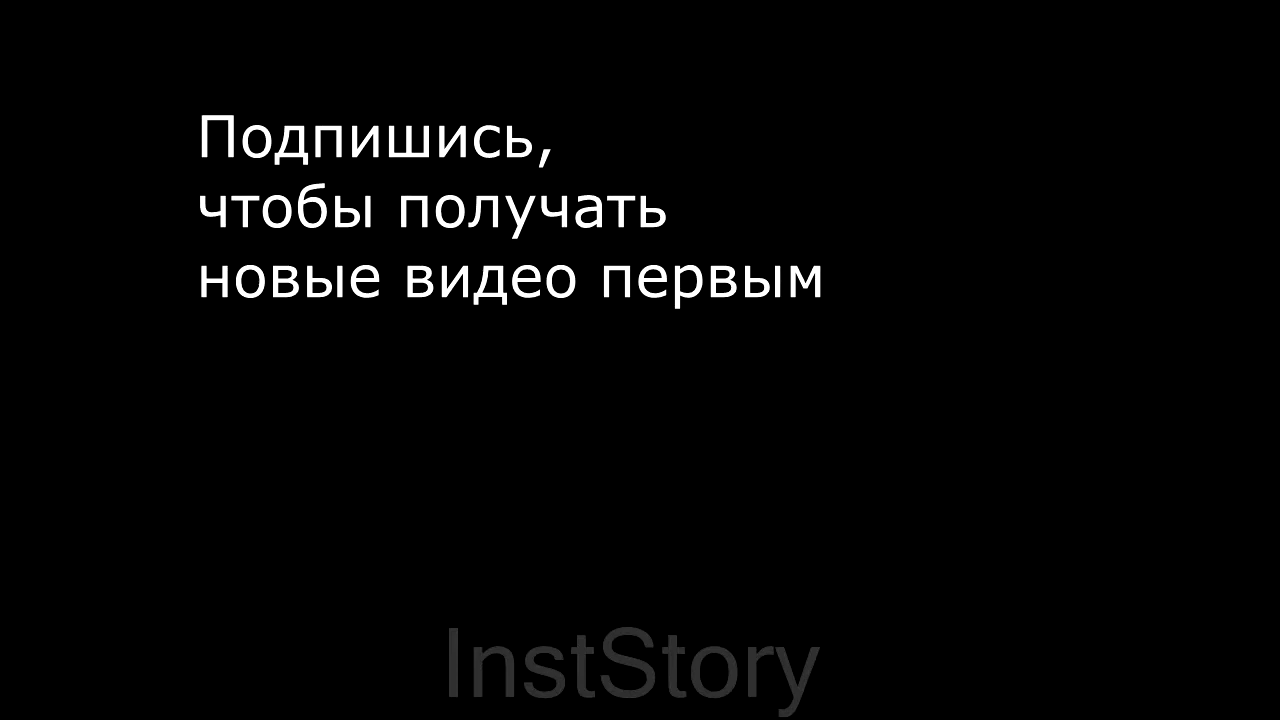 Подпишись,
чтобы получать
новые видео первым
InstStory